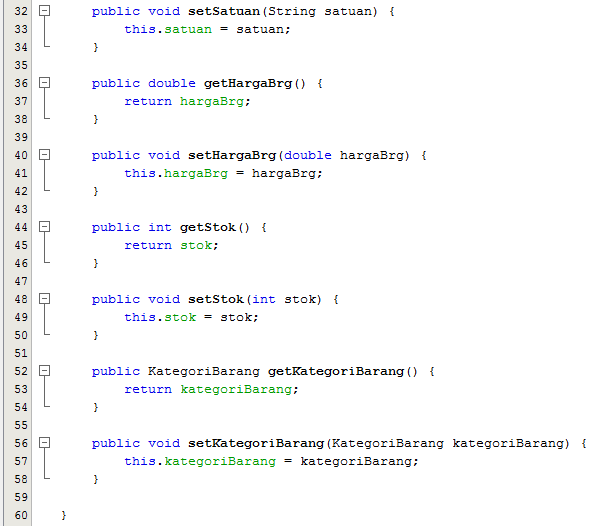 32 public void setSatuan(String satuan) {
33 this.satuan = satuan;
34 }
35
36 public double getHargaBrg() {
37 return hargaBrg;
38 }
39
40 public void setHargaBrg(double hargaBrg) {
41 this.hargaBrg = hargaBrg;
42 }
43
44 public int getStok() {
45 return stok;
46 }
47
48 public void setStok(int stok) {
49 this.stok = stok;
50 }
51
52 public KategoriBarang getKategoriBarang() {
53 return kategoriBarang;
54 }
55
56 public void setKategoriBarang(KategoriBarang kategoriBarang) {
57 this.kategoriBarang = kategoriBarang;
58 }
59
60 }